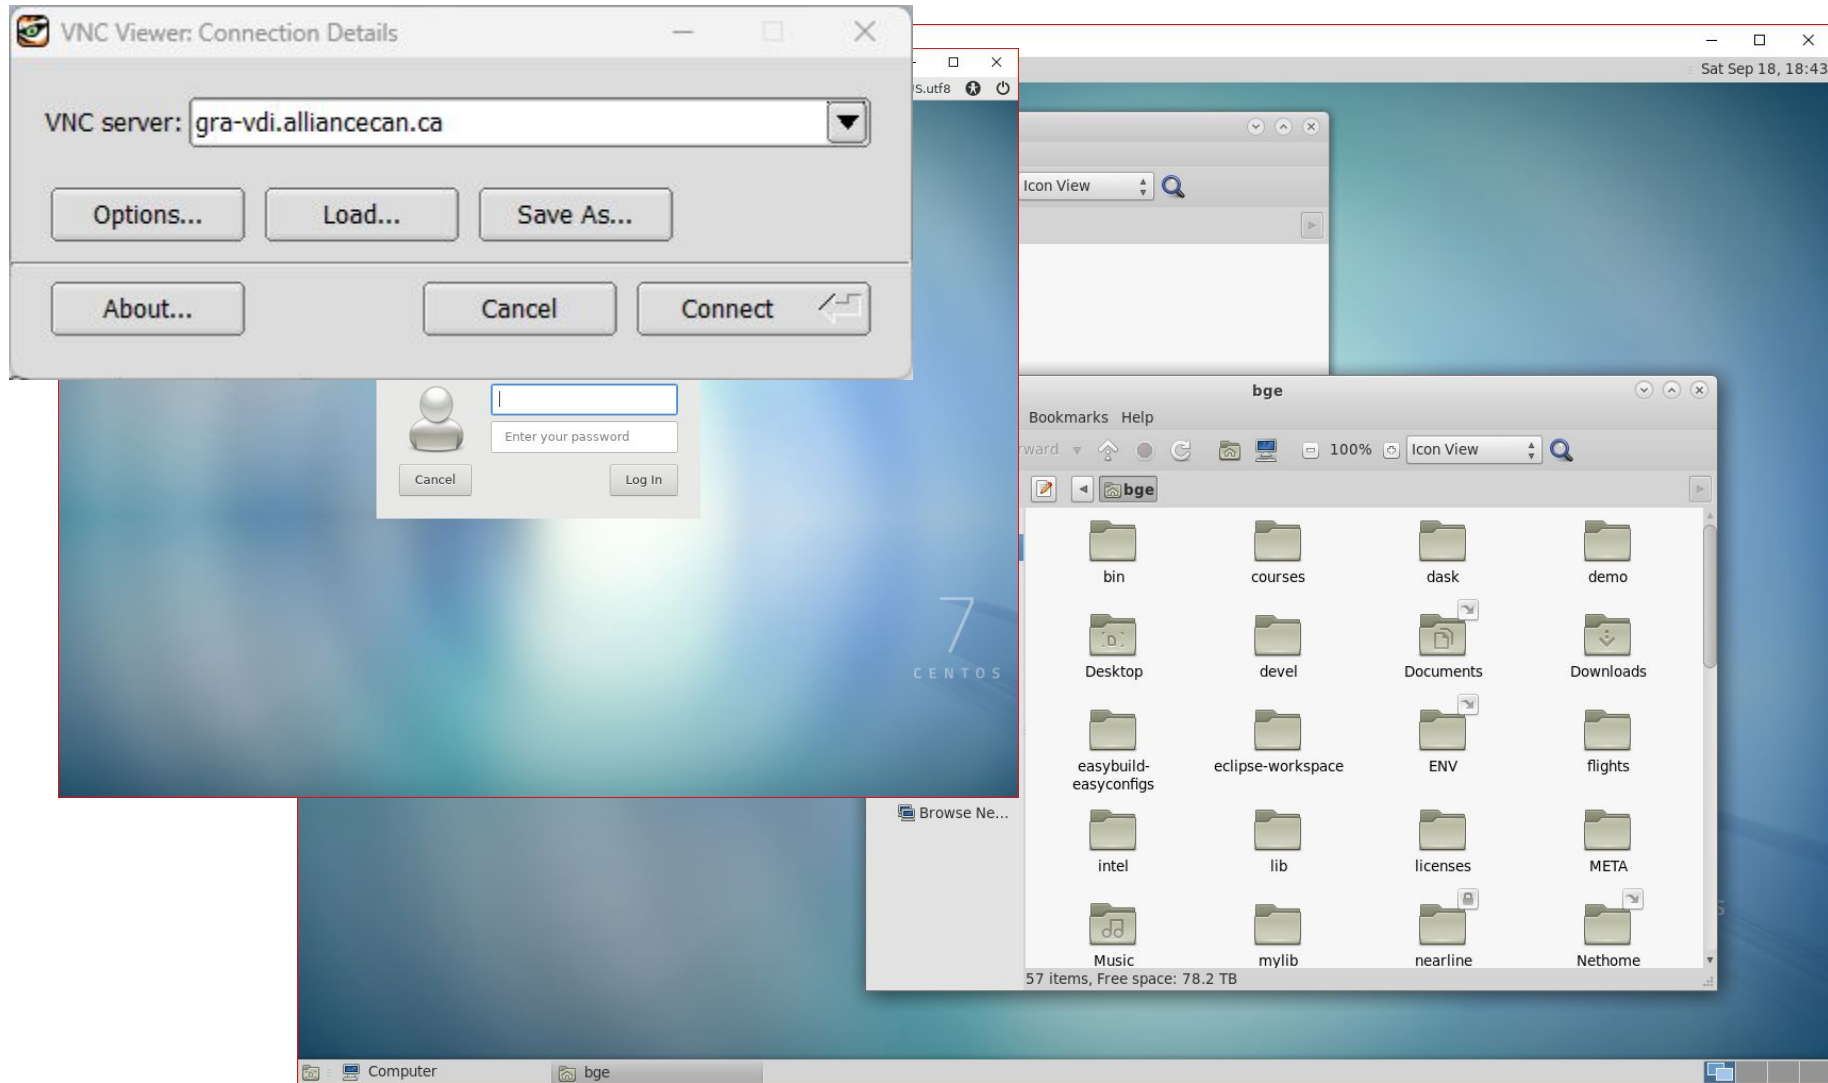 VNC Viewer: Connection Details
VNC server: gra-vdi.alliancecan.ca
Options... Load... Save As...
About... Cancel Connect
S.utf8
Sat Sep 18, 18:43
Icon View
Enter your password
Cancel Log In
7
CENTOS
bge
Bookmarks Help
ward 100% Icon View
bge
bin courses dask demo
Desktop devel Documents Downloads
easybuild-
easyconfigs eclipse-workspace ENV flights
Browse Ne...
intel lib licenses META
Music mylib nearline Nethome
57 items, Free space: 78.2 TB
S
Computer bge